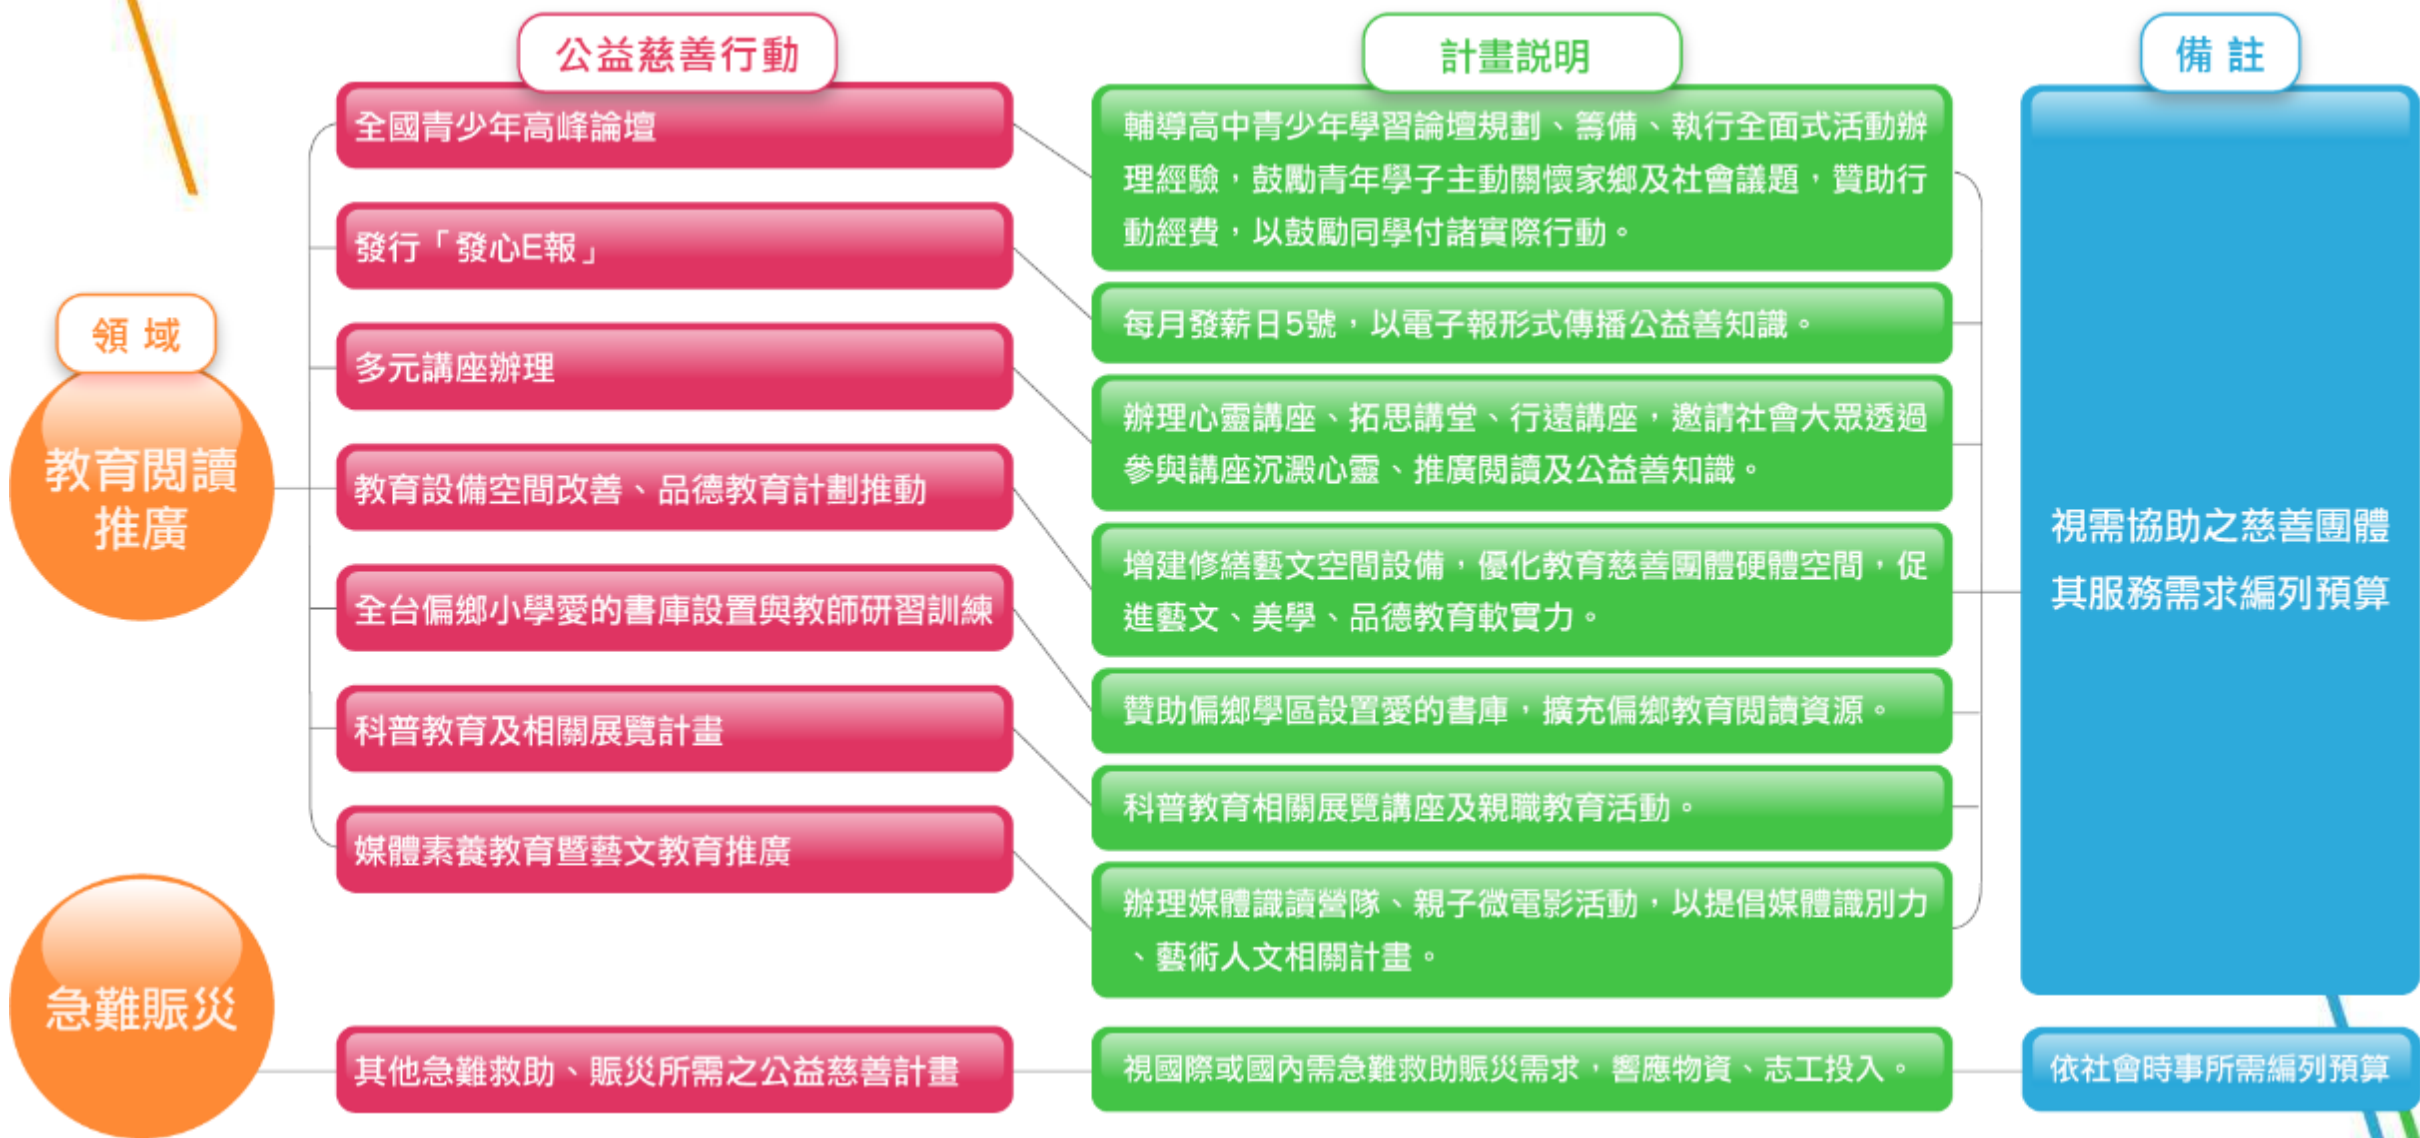 公益慈善行動
計畫説明
備註
領域
教育閱讀
推廣
全國青少年高峰論壇
輔導高中青少年學習論壇規劃、籌備、執行全面式活動辦
理經驗，鼓勵青年學子主動關懷家鄉及社會議題，贊助行
動經費，以鼓勵同學付諸實際行動。
發行「發心E報」
每月發薪日5號，以電子報形式傳播公益善知識。
多元講座辦理
辦理心靈講座、拓思講堂、行遠講座，邀請社會大眾透過
參與講座沉澱心靈、推廣閱讀及公益善知識。
教育設備空間改善、品德教育計劃推動
增建修繕藝文空間設備，優化教育慈善團體硬體空間，促
進藝文、美學、品德教育軟實力。
全台偏鄉小學愛的書庫設置與教師研習訓練
贊助偏鄉學區設置愛的書庫，擴充偏鄉教育閱讀資源。
科普教育及相關展覽計畫
科普教育相關展覽講座及親職教育活動。
媒體素養教育暨藝文教育推廣
辦理媒體識讀營隊、親子微電影活動，以提倡媒體識別力
、藝術人文相關計畫。
視需協助之慈善團體
其服務需求編列預算
急難賑災
其他急難救助、賑災所需之公益慈善計畫
視國際或國內需急難救助賑災需求，響應物資、志工投入。
依社會時事所需編列預算